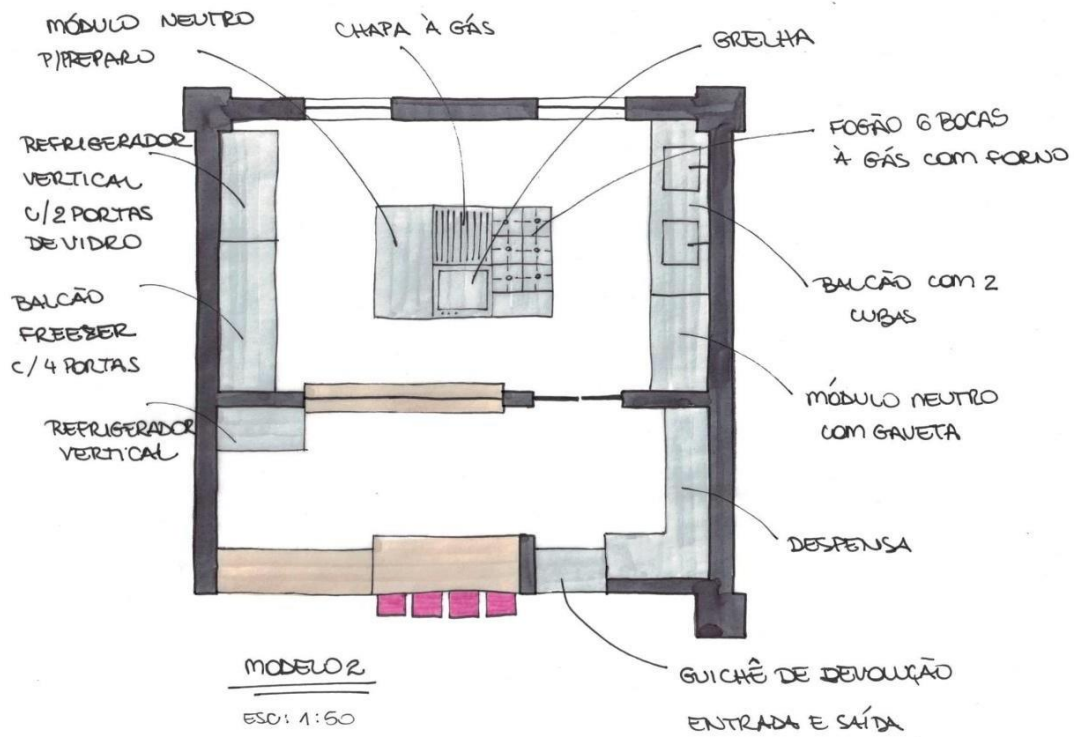 MÓDULO NEUTRO
P/PREPARO
CHAPA À GÁS
GRELHA
FOGÃO 6 BOCAS
À GÁS COM FORNO
REFRIGERADOR
VERTICAL
C/2 PORTAS
DE VIDRO
BALCÃO COM 2
CUBAS
BALCÃO
FREEZER
C/4 PORTAS
MÓDULO NEUTRO
COM GAVETA
REFRIGERADOR
VERTICAL
DESPENSA
GUICHÊ DE DEVOLUÇÃO
ENTRADA E SAÍDA
MODELO 2
ESC: 1:50